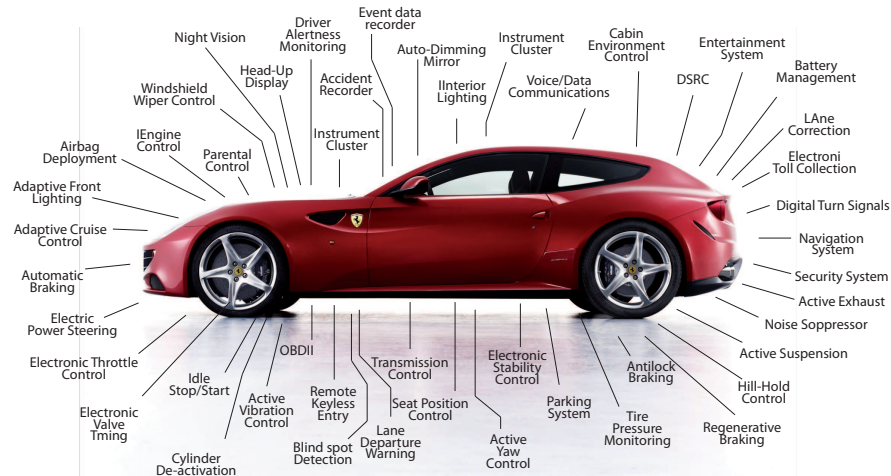 Event data
recorder
Driver
Alertness
Monitoring
Night Vision
Head-Up
Display
Windshield
Wiper Control
Accident
Recorder
Auto-Dimming
Mirror
IInterior
Lighting
Instrument
Cluster
Voice/Data
Communications
Cabin
Environment
Control
Entertainment
System
DSRC
Battery
Management
LAne
Correction
Electroni
Toll Collection
Digital Turn Signals
Navigation
System
Security System
Active Exhaust
Noise Soppressor
Active Suspension
Hill-Hold
Control
Regenerative
Braking
Antilock
Braking
Tire
Pressure
Monitoring
Parking
System
Electronic
Stability
Control
Active
Yaw
Control
Seat Position
Control
Transmission
Control
Lane
Departure
Warning
Blind spot
Detection
Remote
Keyless
Entry
OBDII
Active
Vibration
Control
Cylinder
De-activation
Idle
Stop/Start
Electronic
Valve
Tming
Electronic Throttle
Control
Electric
Power Steering
Automatic
Braking
Adaptive Cruise
Control
Adaptive Front
Lighting
Airbag
Deployment
IEngine
Control
Parental
Control
Instrument
Cluster